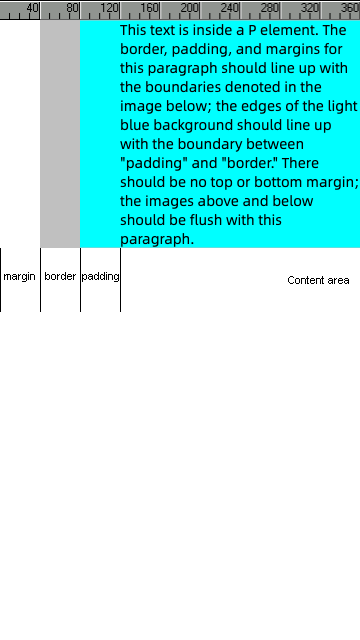 40 80 120 160 200 240 280 320 360
This text is inside a P element. The
border, padding, and margins for
this paragraph should line up with
the boundaries denoted in the
image below; the edges of the light
blue background should line up
with the boundary between
"padding" and "border." There
should be no top or bottom margin;
the images above and below
should be flush with this
paragraph.
margin border padding Content area